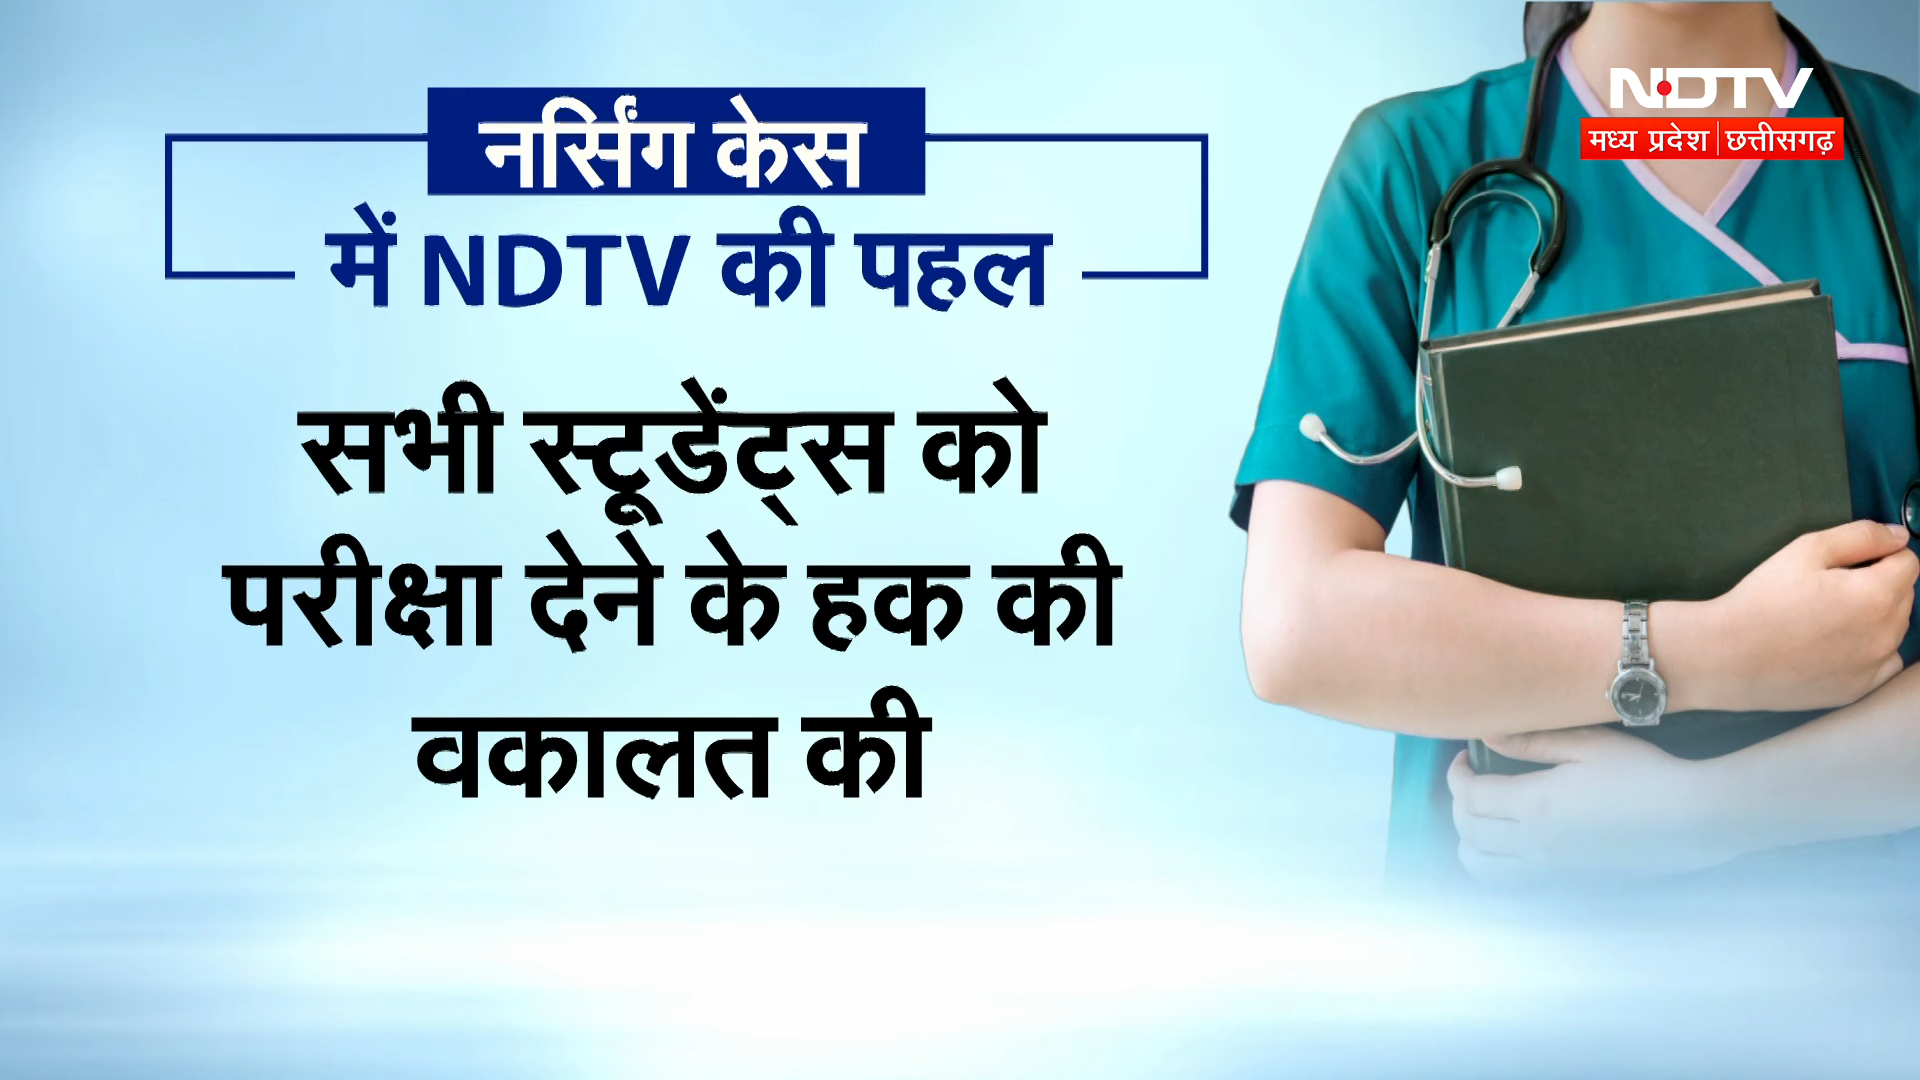 नर्सिंग केस
में NDTV की पहल
सभी स्टूडेंट्स को
परीक्षा देने के हक की
वकालत की
NDTV
मध्य प्रदेश | छत्तीसगढ़